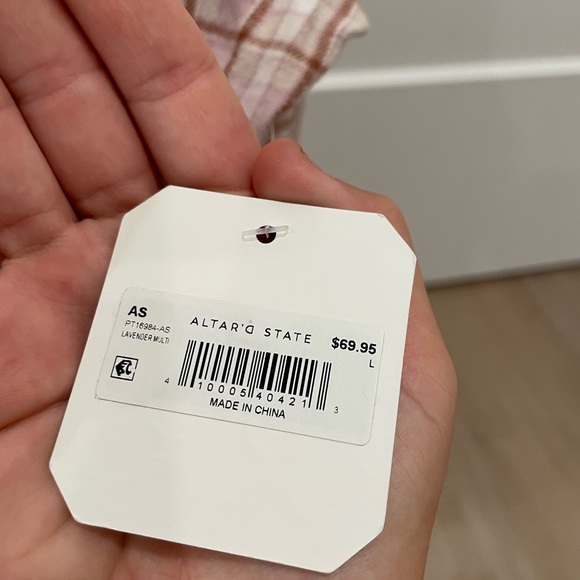 AS
PT16984-AS
LAVENDER MULTI
ALTAR'D STATE
$69.95
L
4 10005 40421 3
MADE IN CHINA